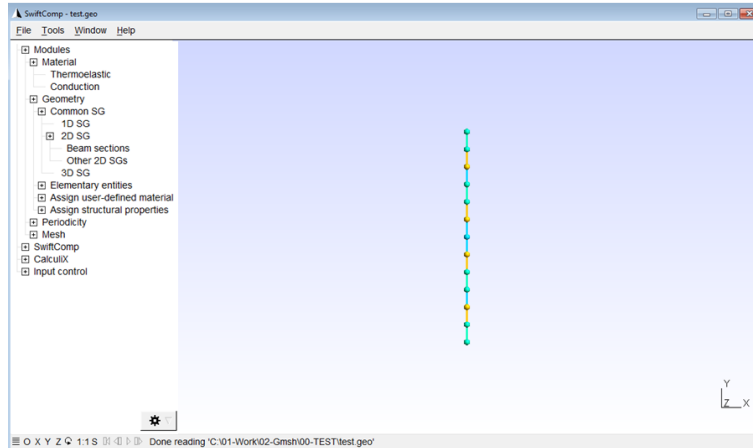 SwiftComp - test.geo
File Tools Window Help
Modules
Material
Thermoelastic
Conduction
Geometry
Common SG
1D SG
2D SG
Beam sections
Other 2D SGs
3D SG
Elementary entities
Assign user-defined material
Assign structural properties
Periodicity
Mesh
SwiftComp
CalculiX
Input control
Y
Z X
O X Y Z 1:1 S Done reading 'C:\01-Work\02-Gmsh\00-TEST\test.geo'